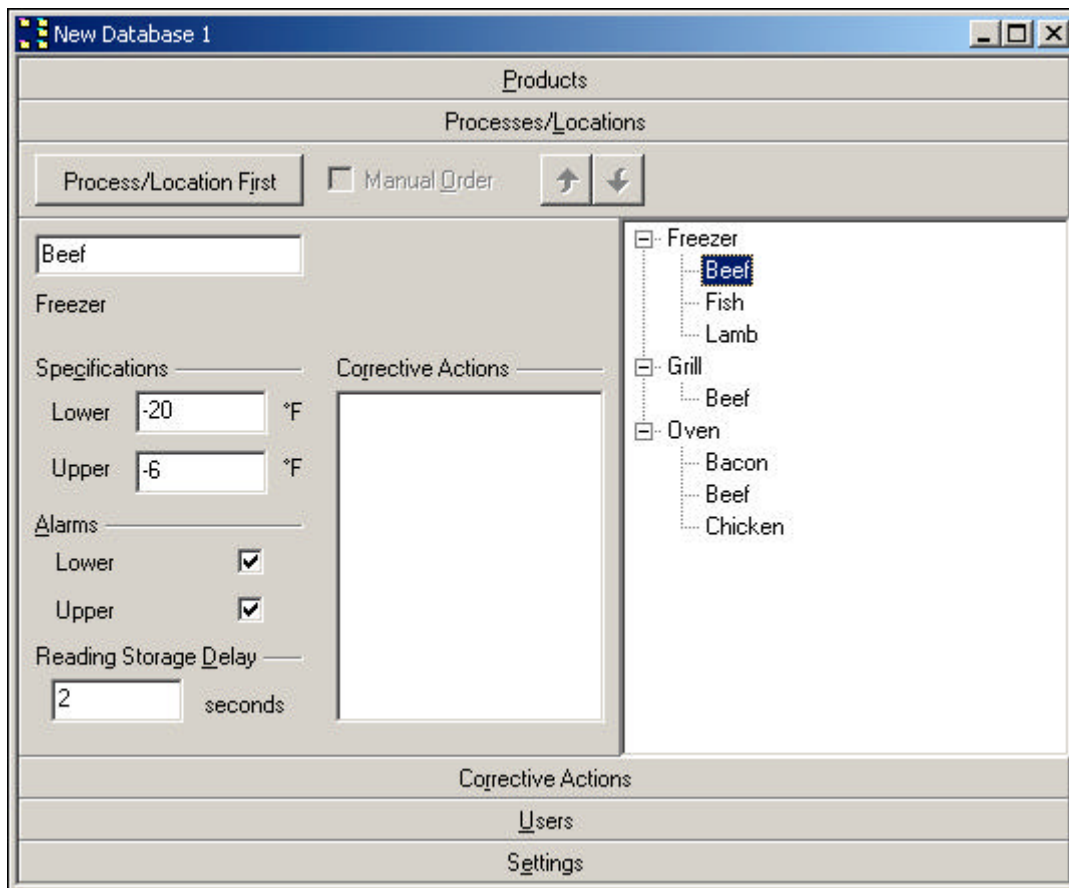 New Database 1
Products
Processes/Locations
Process/Location First
Manual Order
Beef
Freezer
Specifications
Lower -20 °F
Upper -6 °F
Alarms
Lower
Upper
Reading Storage Delay
2 seconds
Corrective Actions
Freezer
Beef
Fish
Lamb
Grill
Beef
Oven
Bacon
Beef
Chicken
Corrective Actions
Users
Settings